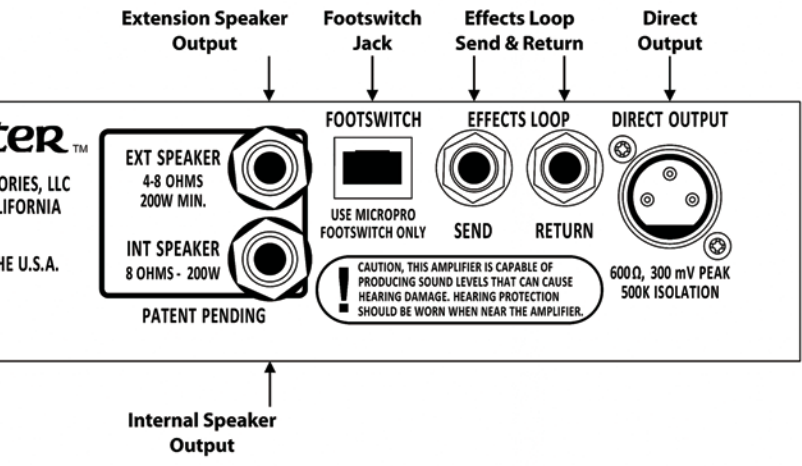 Extension Speaker
Output
Footswitch
Jack
Effects Loop
Send & Return
Direct
Output
TM
ORIES, LLC
LIFORNIA
HE U.S.A.
EXT SPEAKER
4-8 OHMS
200W MIN.
INT SPEAKER
8 OHMS - 200W
PATENT PENDING
FOOTSWITCH
USE MICROPRO
FOOTSWITCH ONLY
EFFECTS LOOP
SEND
RETURN
DIRECT OUTPUT
600Ω, 300 mV PEAK
500K ISOLATION
!
CAUTION, THIS AMPLIFIER IS CAPABLE OF
PRODUCING SOUND LEVELS THAT CAN CAUSE
HEARING DAMAGE. HEARING PROTECTION
SHOULD BE WORN WHEN NEAR THE AMPLIFIER.
Internal Speaker
Output